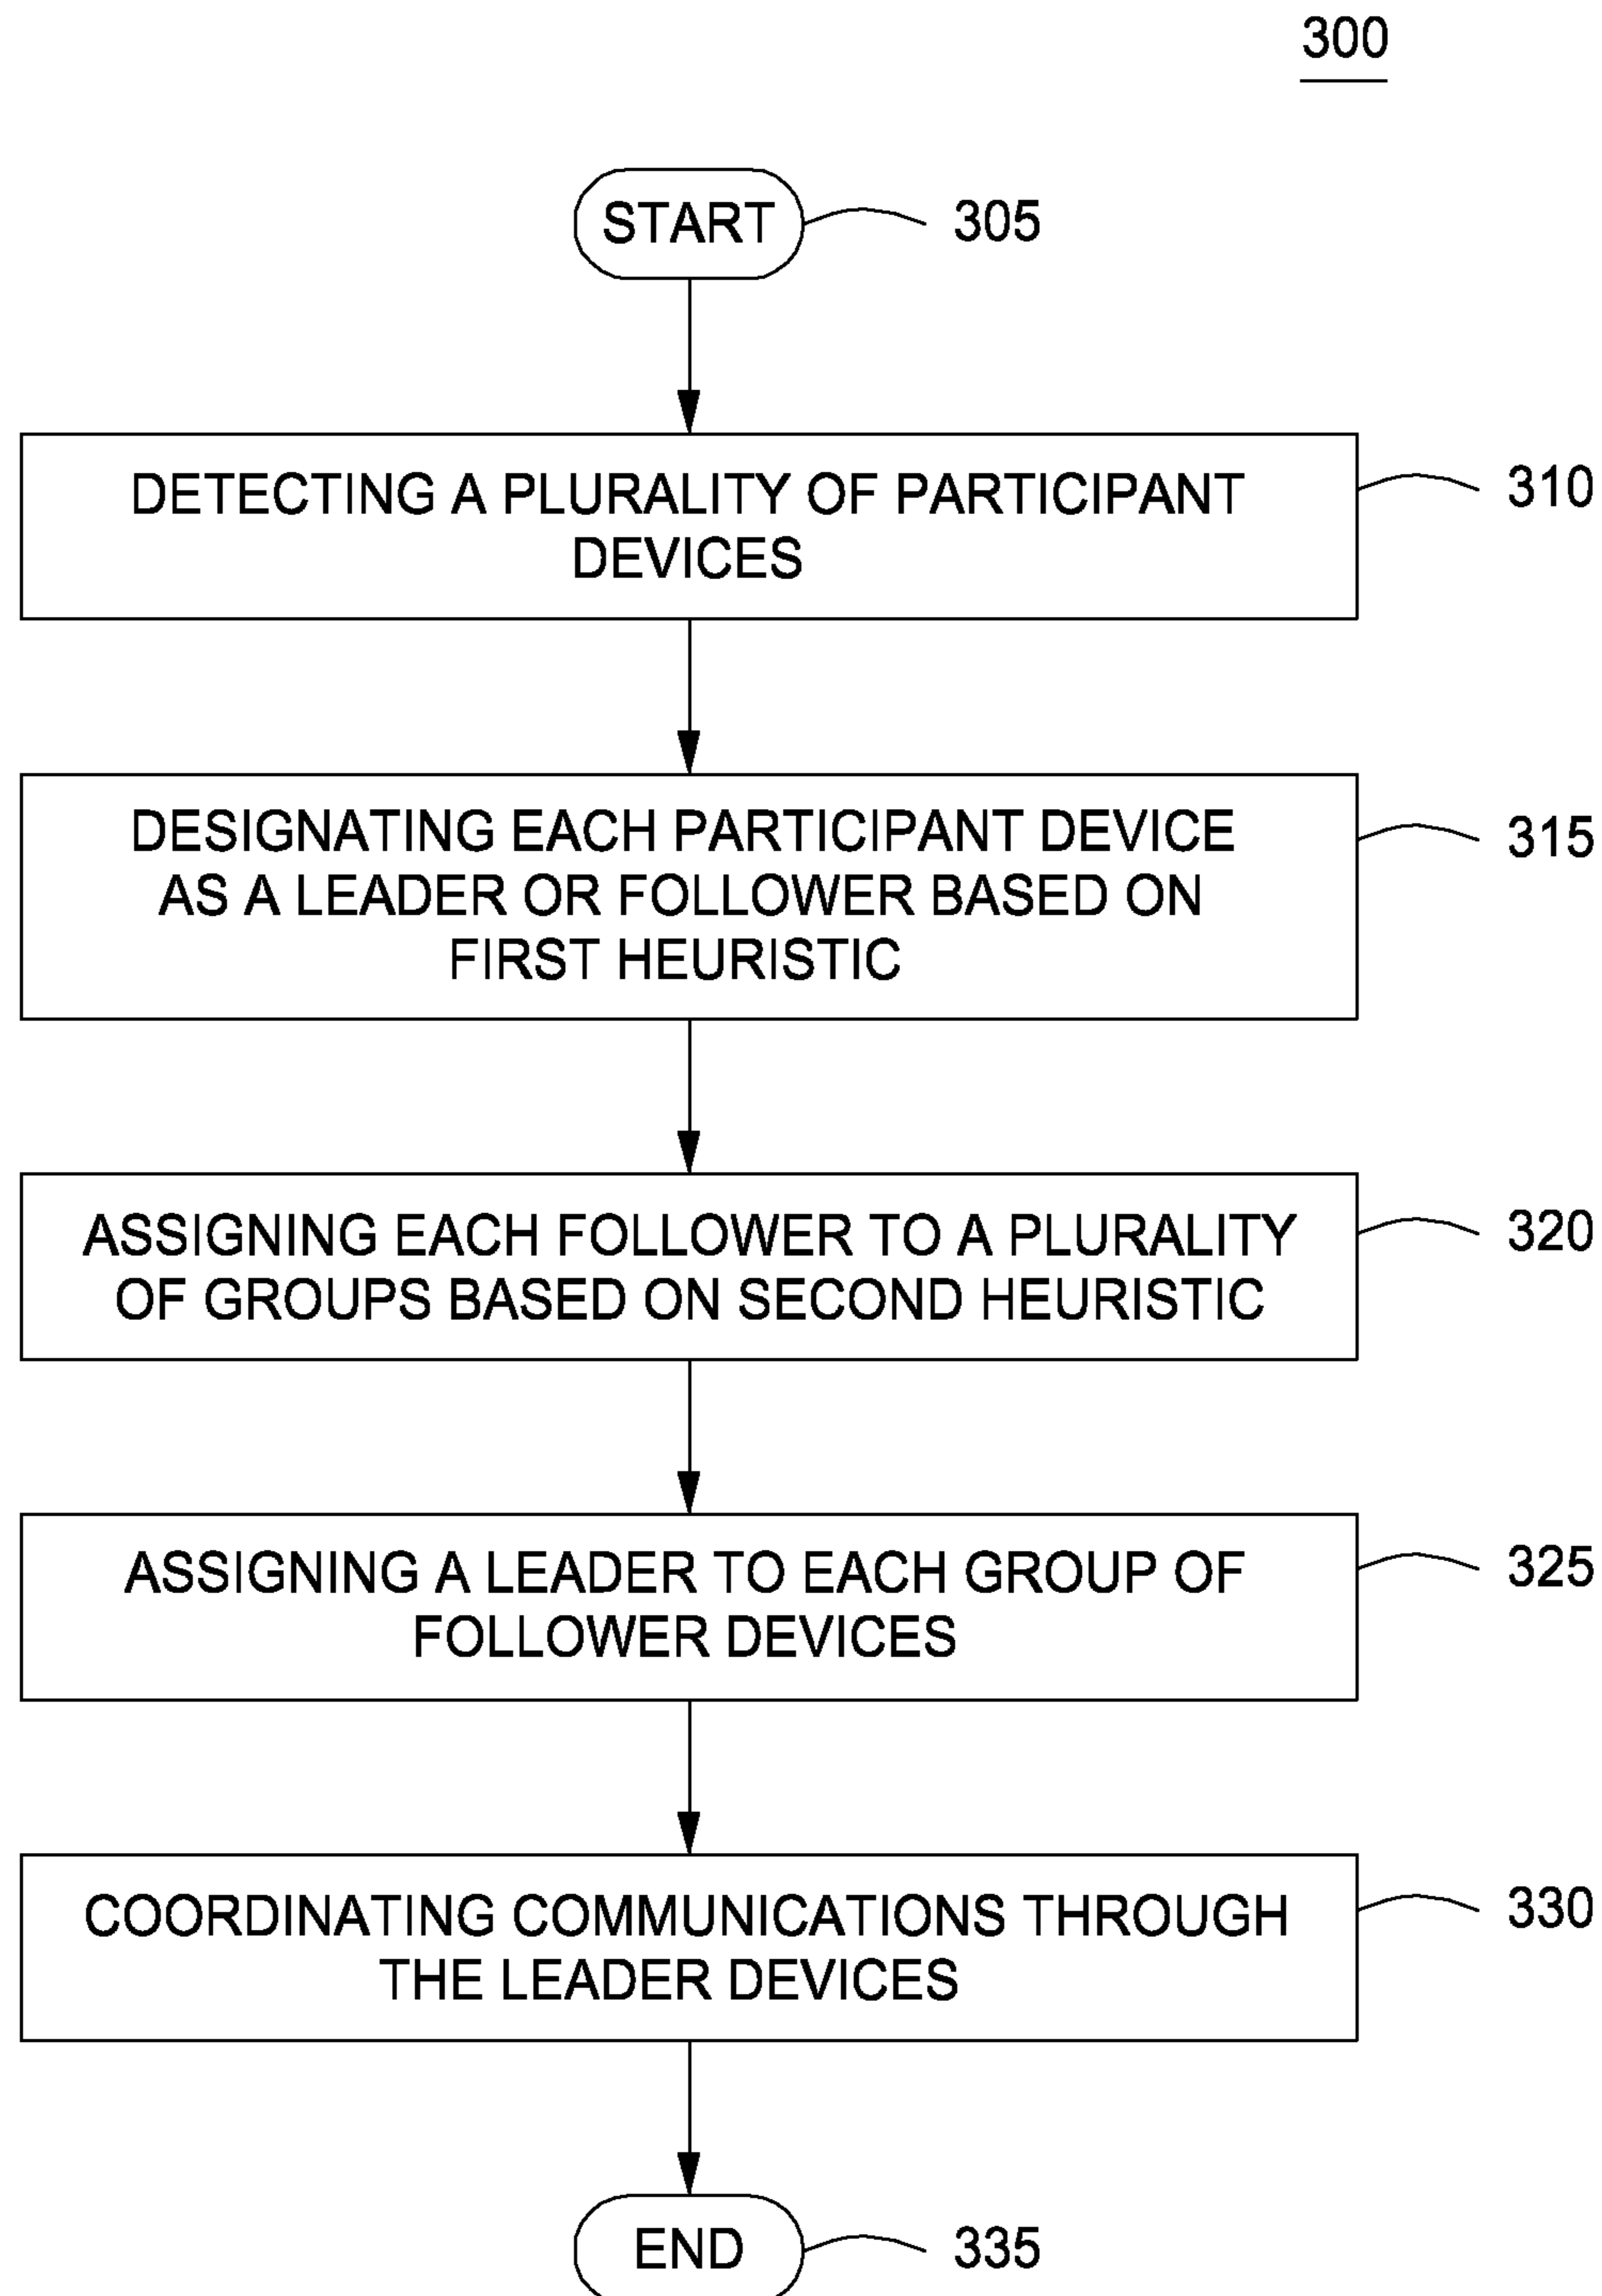 300
START
305
DETECTING A PLURALITY OF PARTICIPANT
DEVICES
310
DESIGNATING EACH PARTICIPANT DEVICE
AS A LEADER OR FOLLOWER BASED ON
FIRST HEURISTIC
315
ASSIGNING EACH FOLLOWER TO A PLURALITY
OF GROUPS BASED ON SECOND HEURISTIC
320
ASSIGNING A LEADER TO EACH GROUP OF
FOLLOWER DEVICES
325
COORDINATING COMMUNICATIONS THROUGH
THE LEADER DEVICES
330
END
335